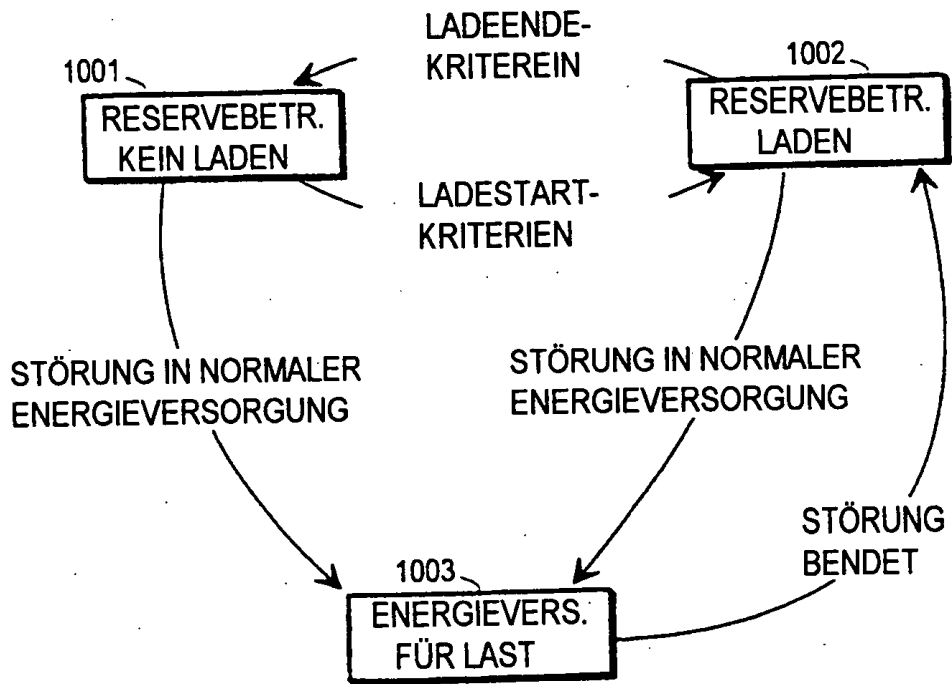 LADEENDE-
KRITEREIN
1001
1002
RESERVEBETR.
KEIN LADEN
RESERVEBETR.
LADEN
LADESTART-
KRITERIEN
STÖRUNG IN NORMALER
ENERGIEVERSORGUNG
STÖRUNG IN NORMALER
ENERGIEVERSORGUNG
STÖRUNG
BENDET
1003
ENERGIEVERS.
FÜR LAST